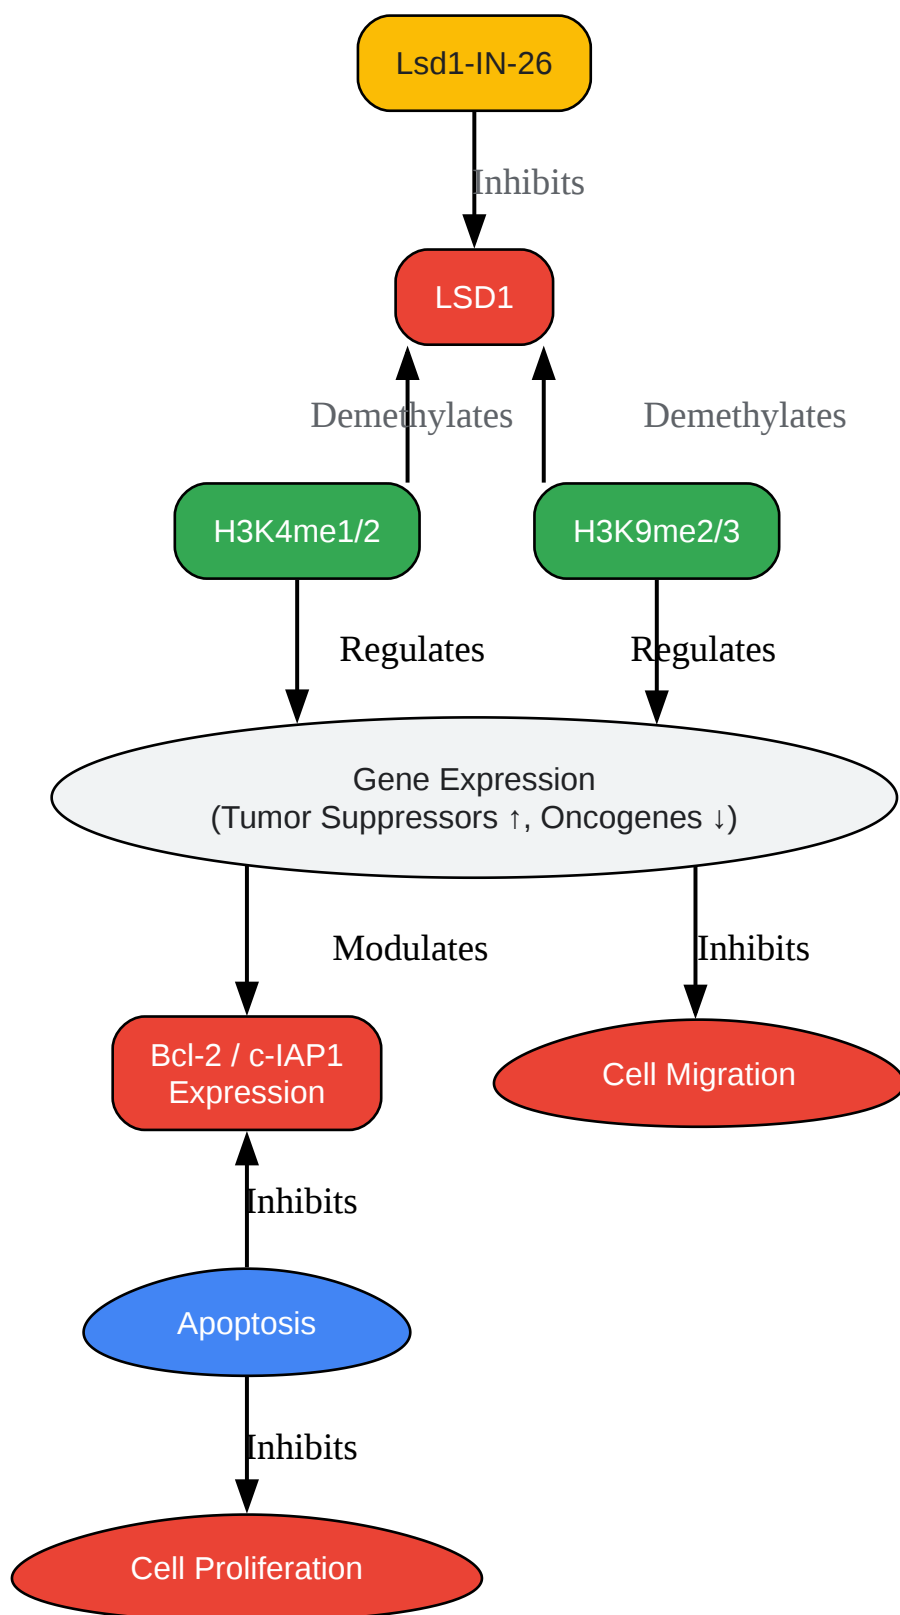 Lsd1-IN-26
Inhibits
LSD1
Demethylates
Demethylates
H3K4me1/2
H3K9me2/3
Regulates
Regulates
Gene Expression
(Tumor Suppressors ↑, Oncogenes ↓)
Modulates
Inhibits
Bcl-2 / c-IAP1
Expression
Cell Migration
Inhibits
Apoptosis
Inhibits
Cell Proliferation